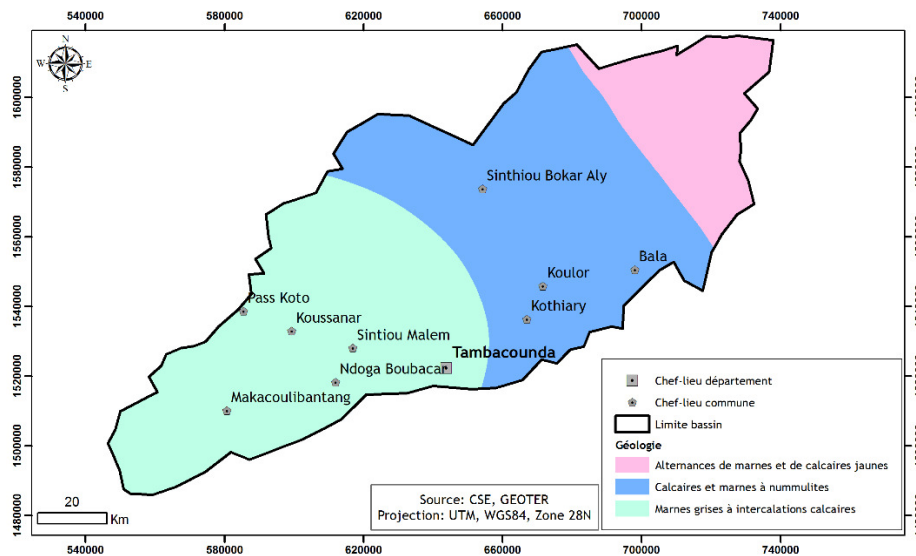 540000 580000 620000 660000 700000 740000
N
W E
S
1600000
1580000
1560000
1540000
1520000
1500000
1480000
Sinthiou Bokar Aly
Bala
Koulor
Kothiary
Pass Koto
Koussanar
Sintiou Malem
Tambacounda
Ndoga Boubacar
Makacoulibantang
20
Km
Source: CSE, GEOTER
Projection: UTM, WGS84, Zone 28N
Chef-lieu département
Chef-lieu commune
Limite bassin
Géologie
Alternances de marnes et de calcaires jaunes
Calcaires et marnes à nummulites
Marnes grises à intercalations calcaires
540000 580000 620000 660000 700000 740000